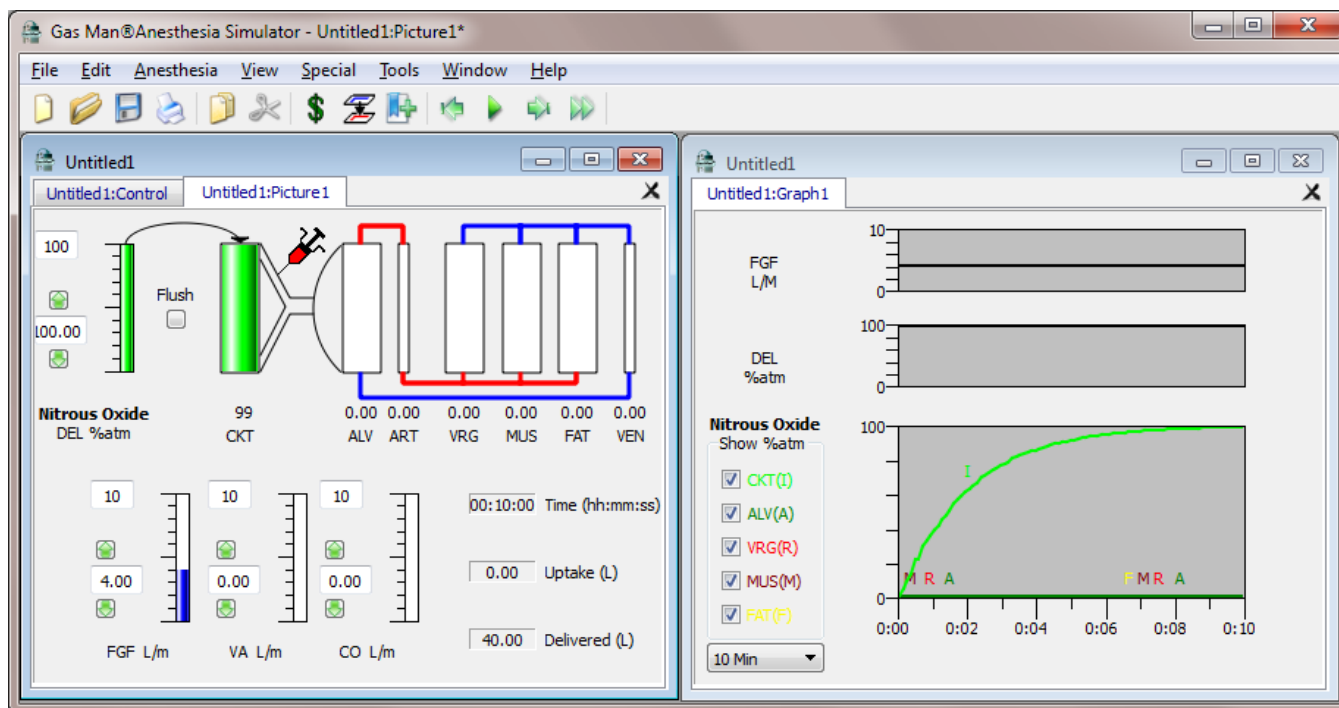 Gas Man®Anesthesia Simulator - Untitled1:Picture1*
File Edit Anesthesia View Special Tools Window Help
$
Untitled1
Untitled1:Control Untitled1:Picture1
100
Flush
100.00
Nitrous Oxide
DEL %atm
99
CKT
0.00 0.00 0.00 0.00 0.00 0.00
ALV ART VRG MUS FAT VEN
10 10 10
00:10:00 Time (hh:mm:ss)
4.00 0.00 0.00
0.00 Uptake (L)
40.00 Delivered (L)
FGF L/m VA L/m CO L/m
Untitled1
Untitled1:Graph1
FGF
L/M
10
0
DEL
%atm
100
0
Nitrous Oxide
Show %atm
CKT(I)
ALV(A)
VRG(R)
MUS(M)
FAT(F)
10 Min
100
I
M R A F M R A
0
0:00 0:02 0:04 0:06 0:08 0:10